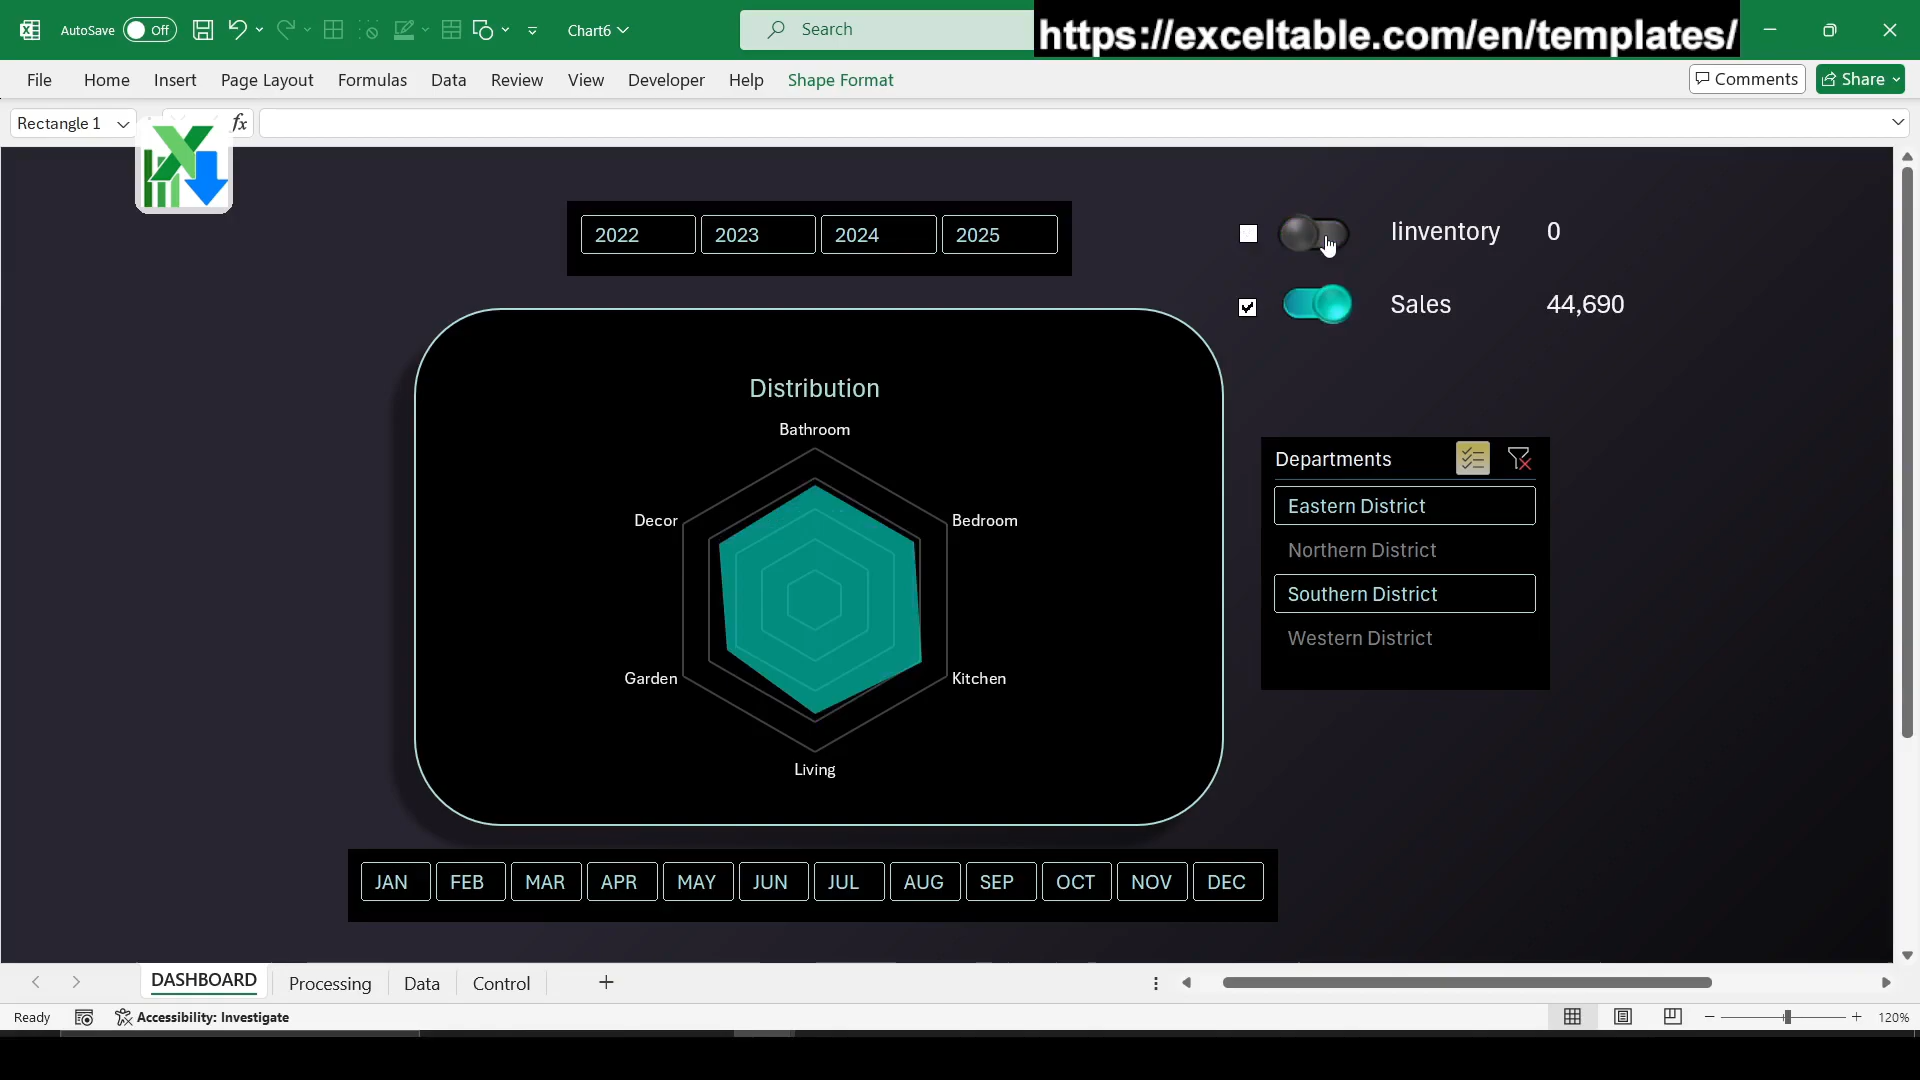 AutoSave Off Chart6 Search https://exceltable.com/en/templates/
File Home Insert Page Layout Formulas Data Review View Developer Help Shape Format Comments Share
Rectangle 1 fx
2022 2023 2024 2025
Iinventory 0
Sales 44,690
Distribution
Bathroom
Decor Bedroom
Garden Kitchen
Living
Departments
Eastern District
Northern District
Southern District
Western District
JAN FEB MAR APR MAY JUN JUL AUG SEP OCT NOV DEC
DASHBOARD Processing Data Control
Ready Accessibility: Investigate 120%